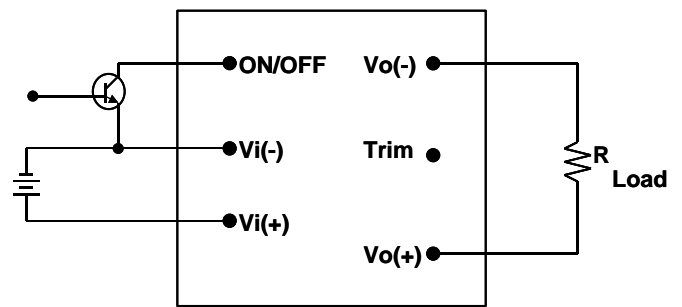 ON/OFF
Vi(-)
Vi(+)
Vo(-)
Trim
Vo(+)
R
Load